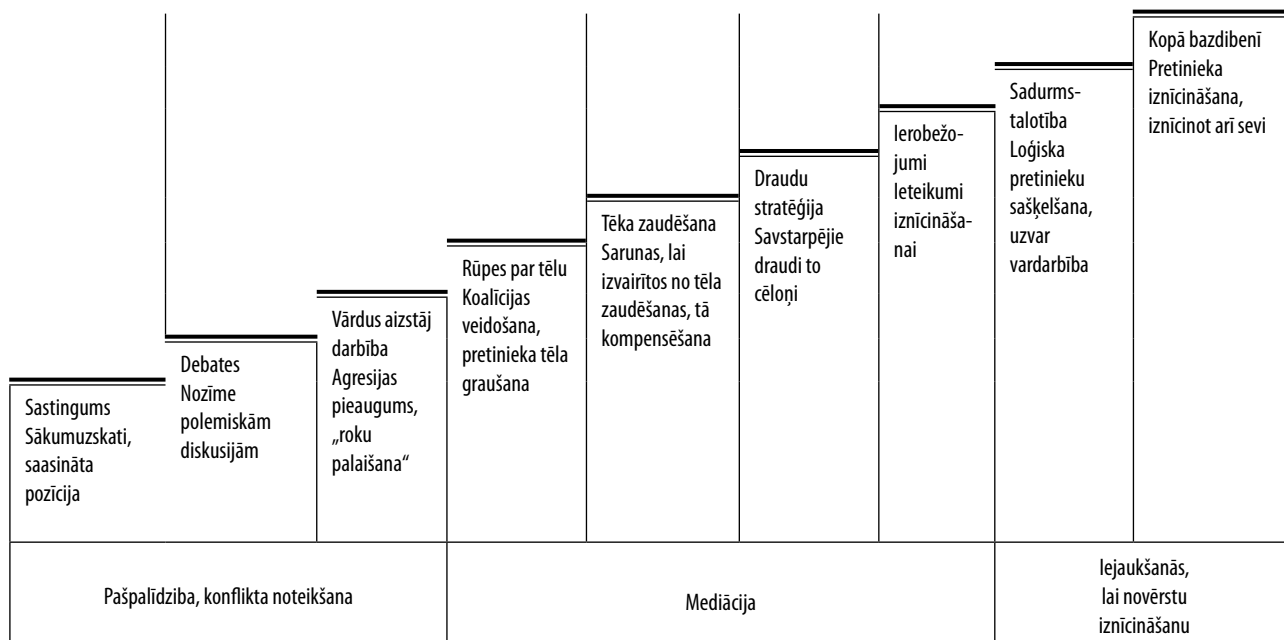 Sastingums
Sākumuzskati,
saasināta
pozīcija
Debates
Nozīme
polemiskām
diskusijām
Vārdus aizstāj
darbība
Agresijas
pieaugums,
„roku
palaišana“
Rūpes par tēlu
Koalīcijas
veidošana,
pretinieka tēla
graušana
Tēka zaudēšana
Sarunas, lai
izvairītos no tēla
zaudēšanas, tā
kompensēšana
Draudu
stratēģija
Savstarpējie
draudi to
cēloņi
Ierobežo-
jumi
Ieteikumi
iznīcināša-
nai
Sadurms-
talotība
Loģiska
pretinieku
sašķelšana,
uzvar
vardarbība
Kopā bazdibenī
Pretinieka
iznīcināšana,
iznīcinot arī sevi
Pašpalīdzība, konflikta noteikšana
Mediācija
Iejaukšanās,
lai novērstu
iznīcināšanu